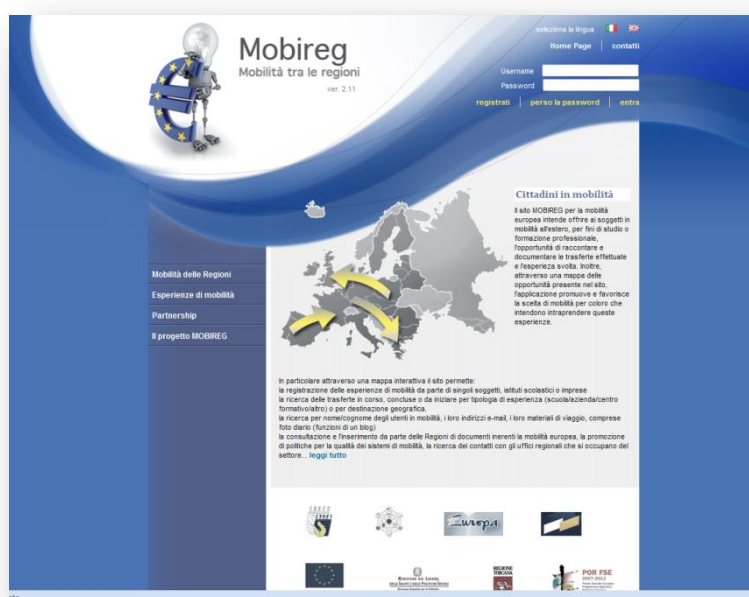 seleziona la lingua
Home Page contatti
Mobireg
Mobilità tra le regioni
ver. 2.11
Username
Password
registrati perso la password entra
Cittadini in mobilità
Il sito MOBIREG per la mobilità
europea intende offrire ai soggetti in
mobilità all'estero, per fini di studio o
formazione professionale,
l'opportunità di raccontare e
documentare le trasferte effettuate
e l'esperieza svolta. Inoltre,
attraverso una mappa delle
opportunità presente nel sito,
l'applicazione promuove e favorisce
la scelta di mobilità per coloro che
intendono intraprendere queste
esperienze.
Mobilità delle Regioni
Esperienze di mobilità
Partnership
Il progetto MOBIREG
In particolare attraverso una mappa interattiva il sito permette:
la registrazione delle esperienze di mobilità da parte di singoli soggetti, istituti scolastici o imprese
la ricerca delle trasferte in corso, concluse o da iniziare per tipologia di esperienza (scuola/azienda/centro
formativo/altro) o per destinazione geografica.
la ricerca per nome/cognome degli utenti in mobilità, i loro indirizzi e-mail, i loro materiali di viaggio, comprese
foto diario (funzioni di un blog)
la consultazione e l'inserimento da parte delle Regioni di documenti inerenti la mobilità europea, la promozione
di politiche per la qualità dei sistemi di mobilità, la ricerca dei contatti con gli uffici regionali che si occupano del
settore... leggi tutto
Europa
REGIONE
TOSCANA
POR FSE
2007-2013